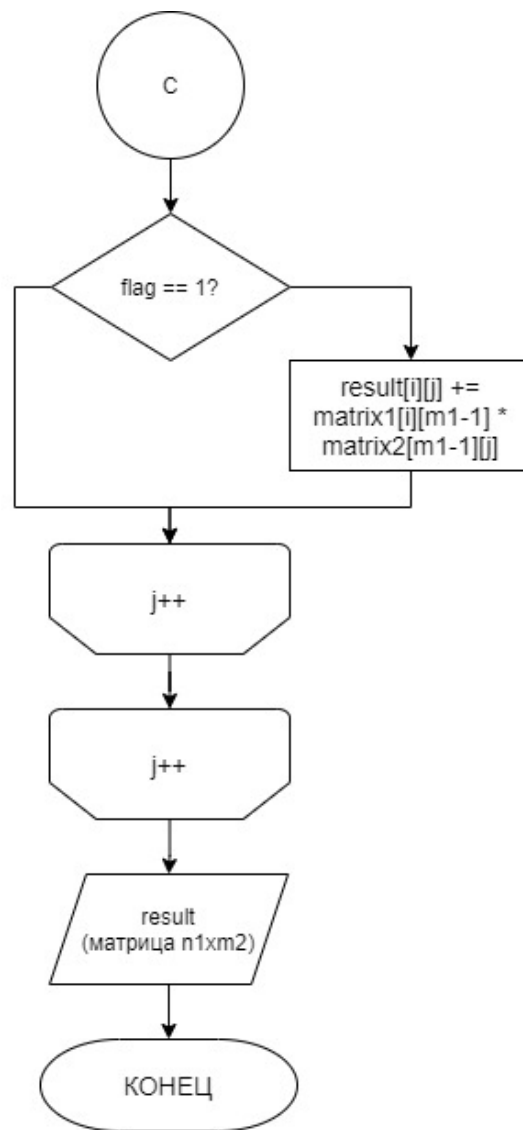 C
flag == 1?
result[i][j] +=
matrix1[i][m1-1] *
matrix2[m1-1][j]
j++
j++
result
(матрица n1xm2)
КОНЕЦ